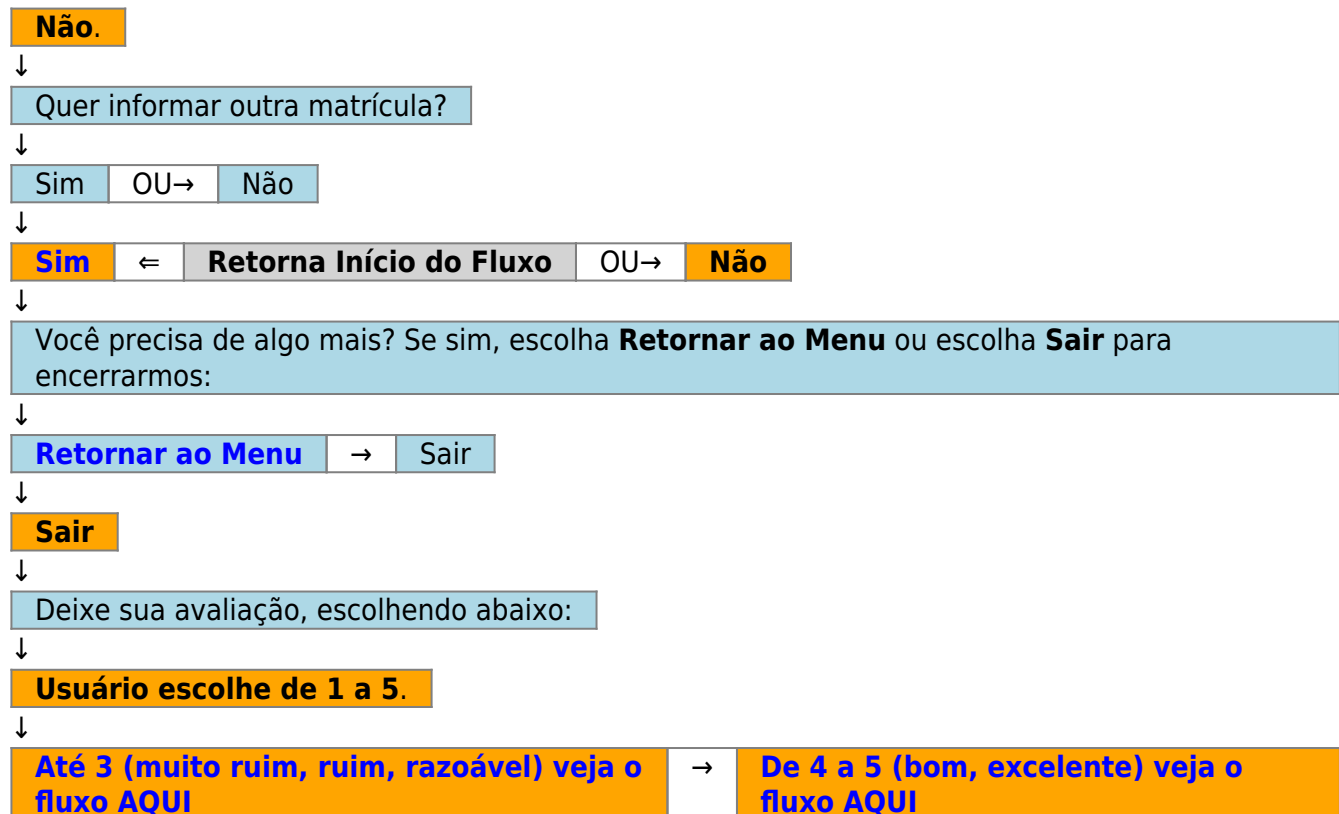 Não.
↓
Quer informar outra matrícula?
↓
Sim OU→ Não
↓
Sim ⇐ Retorna Início do Fluxo OU→ Não
↓
Você precisa de algo mais? Se sim, escolha Retornar ao Menu ou escolha Sair para
encerrarmos:
↓
Retornar ao Menu → Sair
↓
Sair
↓
Deixe sua avaliação, escolhendo abaixo:
↓
Usuário escolhe de 1 a 5.
↓
Até 3 (muito ruim, ruim, razoável) veja o → De 4 a 5 (bom, excelente) veja o
fluxo AQUI fluxo AQUI